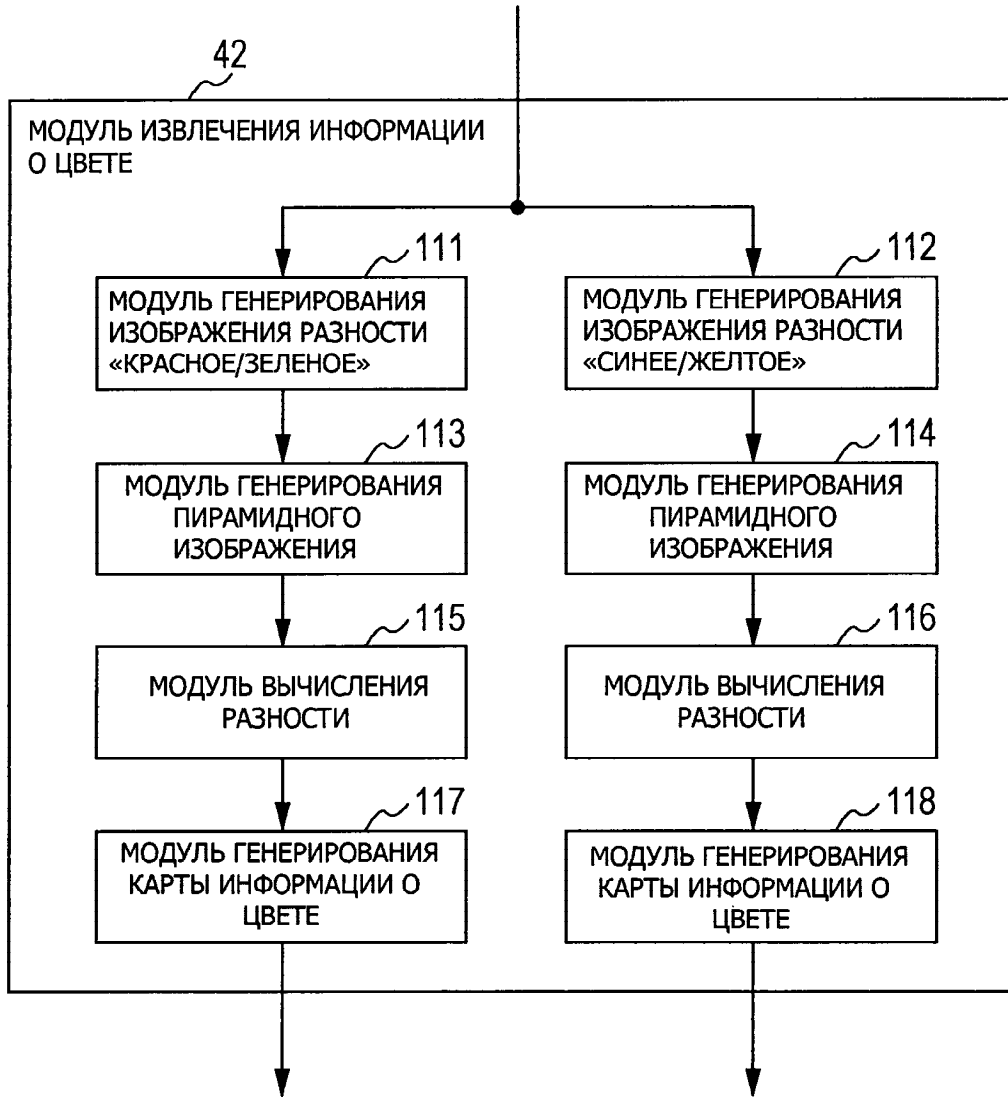 42
МОДУЛЬ ИЗВЛЕЧЕНИЯ ИНФОРМАЦИИ
О ЦВЕТЕ
111
МОДУЛЬ ГЕНЕРИРОВАНИЯ
ИЗОБРАЖЕНИЯ РАЗНОСТИ
«КРАСНОЕ/ЗЕЛЕНОЕ»
112
МОДУЛЬ ГЕНЕРИРОВАНИЯ
ИЗОБРАЖЕНИЯ РАЗНОСТИ
«СИНЕЕ/ЖЕЛТОЕ»
113
МОДУЛЬ ГЕНЕРИРОВАНИЯ
ПИРАМИДНОГО
ИЗОБРАЖЕНИЯ
114
МОДУЛЬ ГЕНЕРИРОВАНИЯ
ПИРАМИДНОГО
ИЗОБРАЖЕНИЯ
115
МОДУЛЬ ВЫЧИСЛЕНИЯ
РАЗНОСТИ
116
МОДУЛЬ ВЫЧИСЛЕНИЯ
РАЗНОСТИ
117
МОДУЛЬ ГЕНЕРИРОВАНИЯ
КАРТЫ ИНФОРМАЦИИ О
ЦВЕТЕ
118
МОДУЛЬ ГЕНЕРИРОВАНИЯ
КАРТЫ ИНФОРМАЦИИ О
ЦВЕТЕ